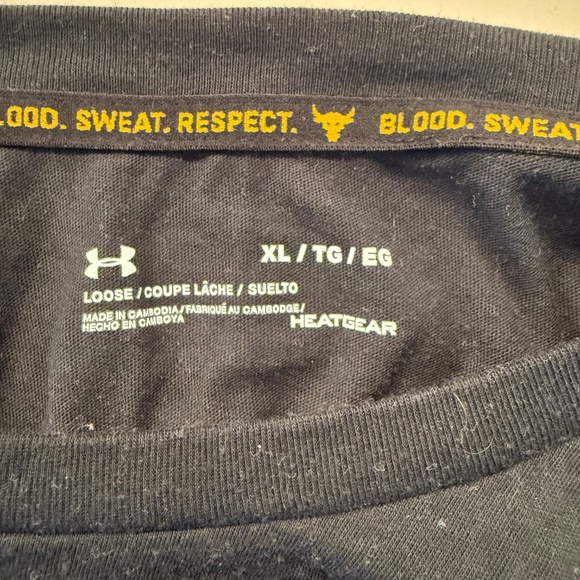 SWEAT. RESPECT. BLOOD. SWEAT
XL / TG / EG
LOOSE / COUPE LÂCHE / SUELTO
MADE IN CAMBODIA / FABRIQUÉ AU CAMBODGE /
HECHO EN CAMBOYA
HEATGEAR